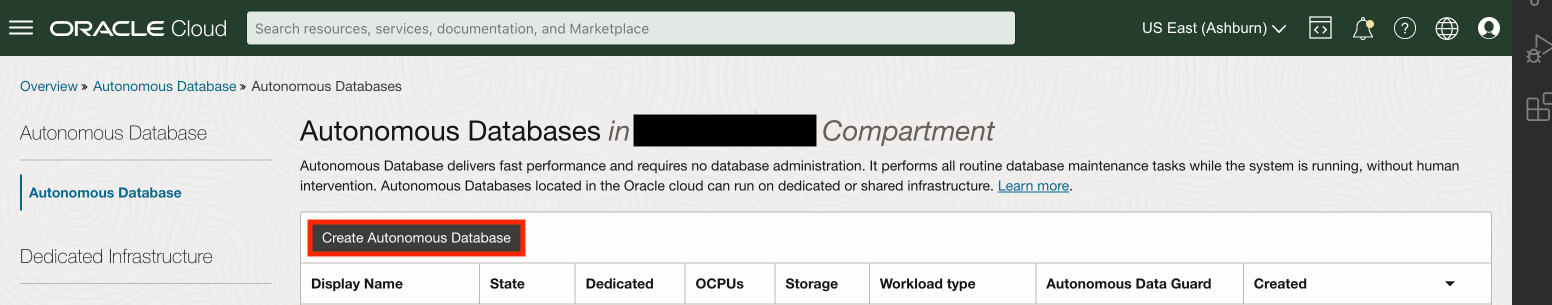 ORACLE Cloud
Search resources, services, documentation, and Marketplace
US East (Ashburn)
Overview » Autonomous Database » Autonomous Databases
Autonomous Database
Autonomous Database
Dedicated Infrastructure
Autonomous Databases in Compartment
Autonomous Database delivers fast performance and requires no database administration. It performs all routine database maintenance tasks while the system is running, without human
intervention. Autonomous Databases located in the Oracle cloud can run on dedicated or shared infrastructure. Learn more.
Create Autonomous Database
Display Name State Dedicated OCPUs Storage Workload type Autonomous Data Guard Created